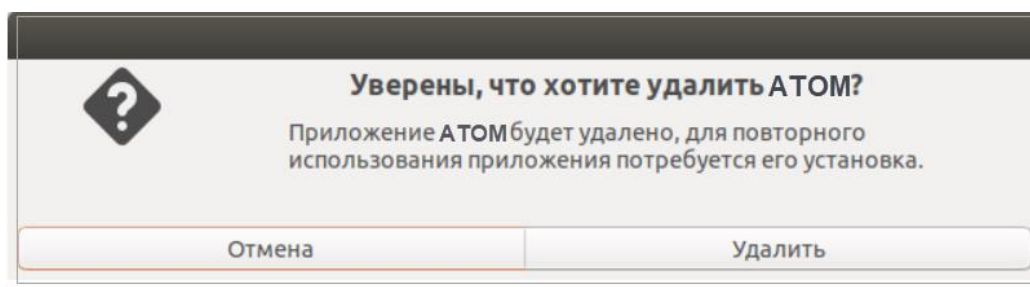 Уверены, что хотите удалить ATOM?
Приложение ATOM будет удалено, для повторного
использования приложения потребуется его установка.
Отмена
Удалить